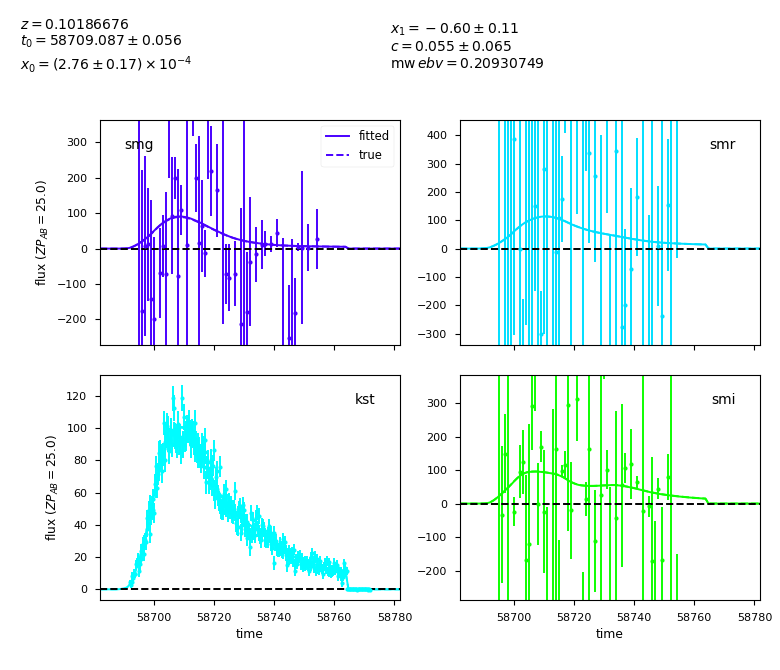 z = 0.10186676
t0 = 58709.087 ± 0.056
x0 = (2.76 ± 0.17) × 10^−4
x1 = −0.60 ± 0.11
c = 0.055 ± 0.065
mw ebv = 0.20930749
smg
fitted
true
flux (ZP_AB = 25.0)
300
200
100
0
−100
−200
smr
400
300
200
100
0
−100
−200
−300
kst
flux (ZP_AB = 25.0)
120
100
80
60
40
20
0
58700 58720 58740 58760 58780
time
smi
300
200
100
0
−100
−200
58700 58720 58740 58760 58780
time